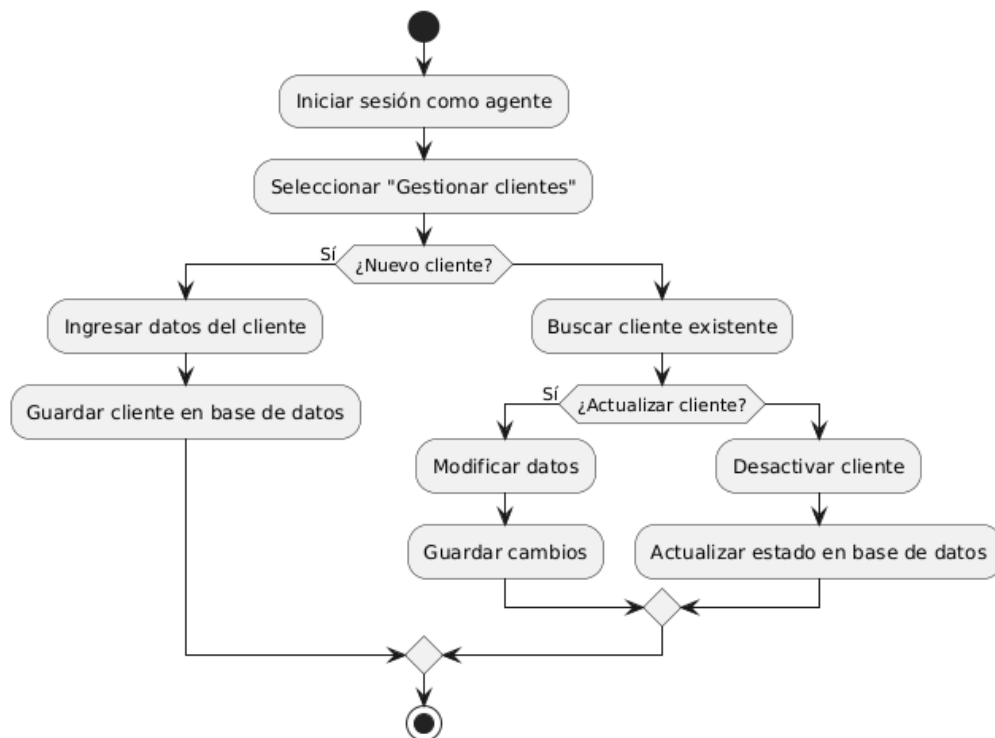 Iniciar sesión como agente
Seleccionar "Gestionar clientes"
Sí
¿Nuevo cliente?
Ingresar datos del cliente
Guardar cliente en base de datos
Buscar cliente existente
Sí
¿Actualizar cliente?
Modificar datos
Guardar cambios
Desactivar cliente
Actualizar estado en base de datos